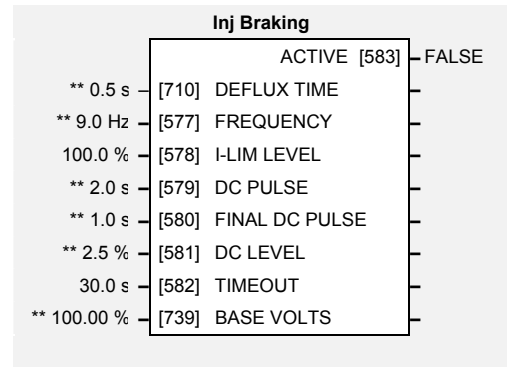 Inj Braking
ACTIVE [583] FALSE
** 0.5 s [710] DEFLUX TIME
** 9.0 Hz [577] FREQUENCY
100.0 % [578] I-LIM LEVEL
** 2.0 s [579] DC PULSE
** 1.0 s [580] FINAL DC PULSE
** 2.5 % [581] DC LEVEL
30.0 s [582] TIMEOUT
** 100.00 % [739] BASE VOLTS